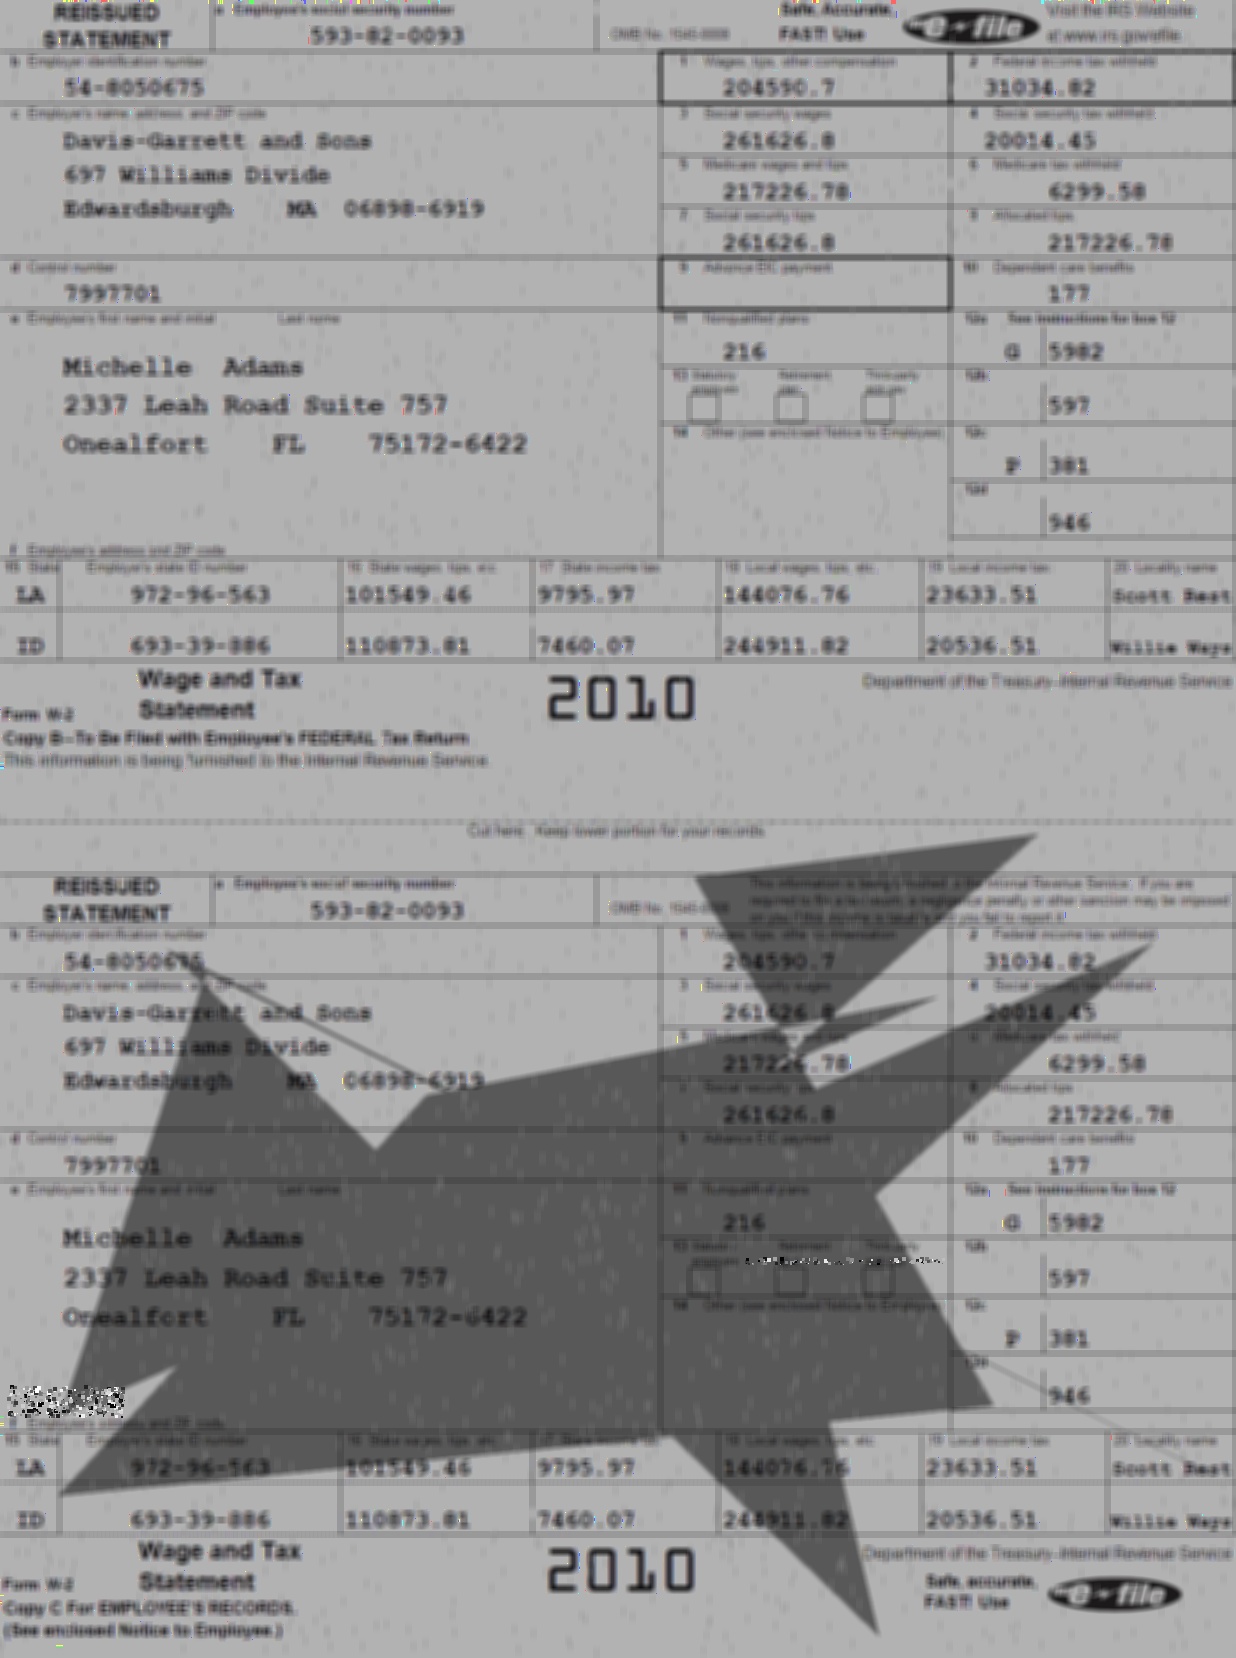 REISSUED
STATEMENT
a Employee's social security number
593-82-0093
OMB No. 1545-0008
Safe, Accurate,
FAST! Use
e-file
Visit the IRS Website
at www.irs.gov/efile.
b Employer identification number
54-8050675
1 Wages, tips, other compensation
204590.7
2 Federal income tax withheld
31034.82
c Employer's name, address, and ZIP code
Davis-Garrett and Sons
697 Williams Divide
Edwardsburgh MA 06898-6919
3 Social security wages
261626.8
4 Social security tax withheld
20014.45
5 Medicare wages and tips
217226.78
6 Medicare tax withheld
6299.58
7 Social security tips
261626.8
8 Allocated tips
217226.78
d Control number
7997701
9 Advance EIC payment
10 Dependent care benefits
177
e Employee's first name and initial Last name
Michelle Adams
2337 Leah Road Suite 757
Onealfort FL 75172-6422
11 Nonqualified plans
216
12a See instructions for box 12
G 5982
13 Statutory employee Retirement plan Third-party sick pay
12b
597
14 Other (see enclosed Notice to Employee)
12c
P 381
12d
946
f Employee's address and ZIP code
15 State Employer's state ID number 16 State wages, tips, etc. 17 State income tax 18 Local wages, tips, etc. 19 Local income tax 20 Locality name
LA 972-96-563 101549.46 9795.97 144076.76 23633.51 Scott Rest
ID 693-39-886 110873.81 7460.07 244911.82 20536.51 Willie Ways
Wage and Tax
Statement
Form W-2
2010
Department of the Treasury-Internal Revenue Service
Copy B-To Be Filed with Employee's FEDERAL Tax Return
This information is being furnished to the Internal Revenue Service.
Cut here. Keep lower portion for your records.
REISSUED
STATEMENT
a Employee's social security number
593-82-0093
OMB No. 1545-0008
This information is being furnished to the Internal Revenue Service. If you are
required to file a tax return, a negligence penalty or other sanction may be imposed
on you if this income is taxable and you fail to report it.
b Employer identification number
54-8050675
1 Wages, tips, other compensation
204590.7
2 Federal income tax withheld
31034.82
c Employer's name, address, and ZIP code
Davis-Garrett and Sons
697 Williams Divide
Edwardsburgh MA 06898-6919
3 Social security wages
261626.8
4 Social security tax withheld
20014.45
5 Medicare wages and tips
217226.78
6 Medicare tax withheld
6299.58
7 Social security tips
261626.8
8 Allocated tips
217226.78
d Control number
7997701
9 Advance EIC payment
10 Dependent care benefits
177
e Employee's first name and initial Last name
Michelle Adams
2337 Leah Road Suite 757
Onealfort FL 75172-6422
11 Nonqualified plans
216
12a See instructions for box 12
G 5982
13 Statutory Retirement Third-party
12b
597
14 Other (see enclosed Notice to Employee)
12c
P 381
12d
946
f Employee's address and ZIP code
15 State Employer's state ID number 16 State wages, tips, etc. 17 State income tax 18 Local wages, tips, etc. 19 Local income tax 20 Locality name
LA 972-96-563 101549.46 9795.97 144076.76 23633.51 Scott Rest
ID 693-39-886 110873.81 7460.07 244911.82 20536.51 Willie Ways
Wage and Tax
Statement
Form W-2
2010
Department of the Treasury-Internal Revenue Service
Copy C For EMPLOYEE'S RECORDS.
(See enclosed Notice to Employee.)
Safe, accurate,
FAST! Use
e-file